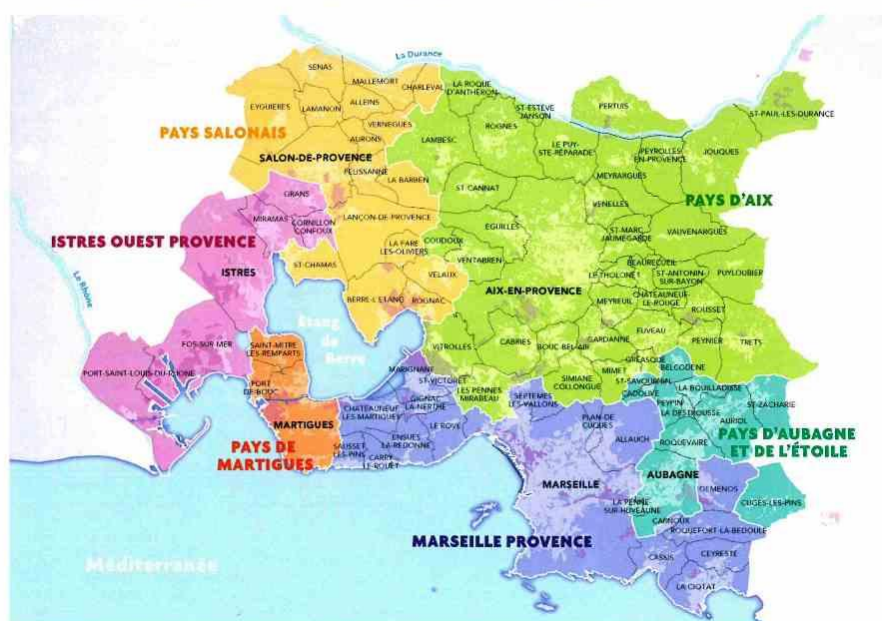 La Durance
SENAS
MALLEMORT
CHARLEVAL
LA ROQUE
D'ANTHÉRON
EYGUIERES
LAMANON
ALLEINS
VERNEGUES
ST-ESTÈVE
JANSON
PERTUIS
ST-PAUL-LES-DURANCE
PAYS SALONAIS
AURONS
LAMBESC
ROGNES
LE PUY-
STE-RÉPARADE
PEYROLLES
EN-PROVENCE
JOUQUES
SALON-DE-PROVENCE
PÉLISSANNE
LA BARBEN
MEYRARGUES
ST-CANNAT
VENELLES
PAYS D'AIX
GRANS
MIRAMAS
CORNILLON
CONFOUX
LANÇON-DE-PROVENCE
EGUILLES
ST-MARC
JAUMEGARDE
VAUVENARGUES
ISTRES OUEST PROVENCE
ISTRES
ST-CHAMAS
LA FARE
LES-OLIVIERS
COUDOUX
VENTABREN
VELAUX
BEAURECUEIL
LE THOLONET
ST-ANTONIN-
SUR-BAYON
PUYLOUBIER
Le Rhône
BERRE-L'ETANG
ROGNAC
AIX-EN-PROVENCE
MEYREUIL
CHÂTEAUNEUF-
LE-ROUGE
ROUSSET
Étang
de
Berre
FOS-SUR-MER
SAINT-MITRE
LES-REMPARTS
VITROLLES
CABRIES
BOUC-BEL-AIR
GARDANNE
FUVEAU
PEYNIER
TRETS
PORT-SAINT-LOUIS-DU-RHONE
PORT
DE-BOUC
MARIGNANE
ST-VICTORET
LES PENNES
MIRABEAU
SIMIANE
COLLONGUE
MIMET
GRÉASQUE
ST-SAVOURNIN
BELCODENE
CADOLIVE
PEYPIN
LA BOUILLADISSE
LA DESTROUSSE
ST-ZACHARIE
AURIOL
MARTIGUES
CHATEAUNEUF
LES-MARTIGUES
GIGNAC
LA-NERTHE
SEPTEMES
LES-VALLONS
PLAN-DE
CUQUES
PAYS DE
MARTIGUES
SAUSSET
LES-PINS
ENSUES
LA-REDONNE
CARRY
LE-ROUET
LE ROVE
ALLAUCH
ROQUEVAIRE
PAYS D'AUBAGNE
ET DE L'ÉTOILE
MARSEILLE
AUBAGNE
LA PENNE
SUR-HUVEAUNE
GEMENOS
CUGES-LES-PINS
CARNOUX
ROQUEFORT-LA-BEDOULE
MARSEILLE PROVENCE
CASSIS
CEYRESTE
Méditerranée
LA CIOTAT